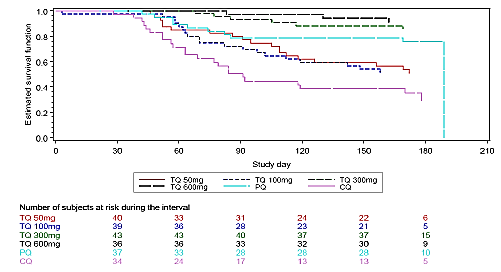 Estimated survival function
1.0
0.8
0.6
0.4
0.2
0.0
0 30 60 90 120 150 180 210
Study day
TQ 50mg TQ 100mg TQ 300mg
TQ 600mg PQ CQ
Number of subjects at risk during the interval
TQ 50mg 40 33 31 24 22 6
TQ 100mg 39 36 28 23 21 5
TQ 300mg 43 43 40 37 37 15
TQ 600mg 36 36 33 32 30 9
PQ 37 33 28 28 28 10
CQ 34 24 17 13 13 5